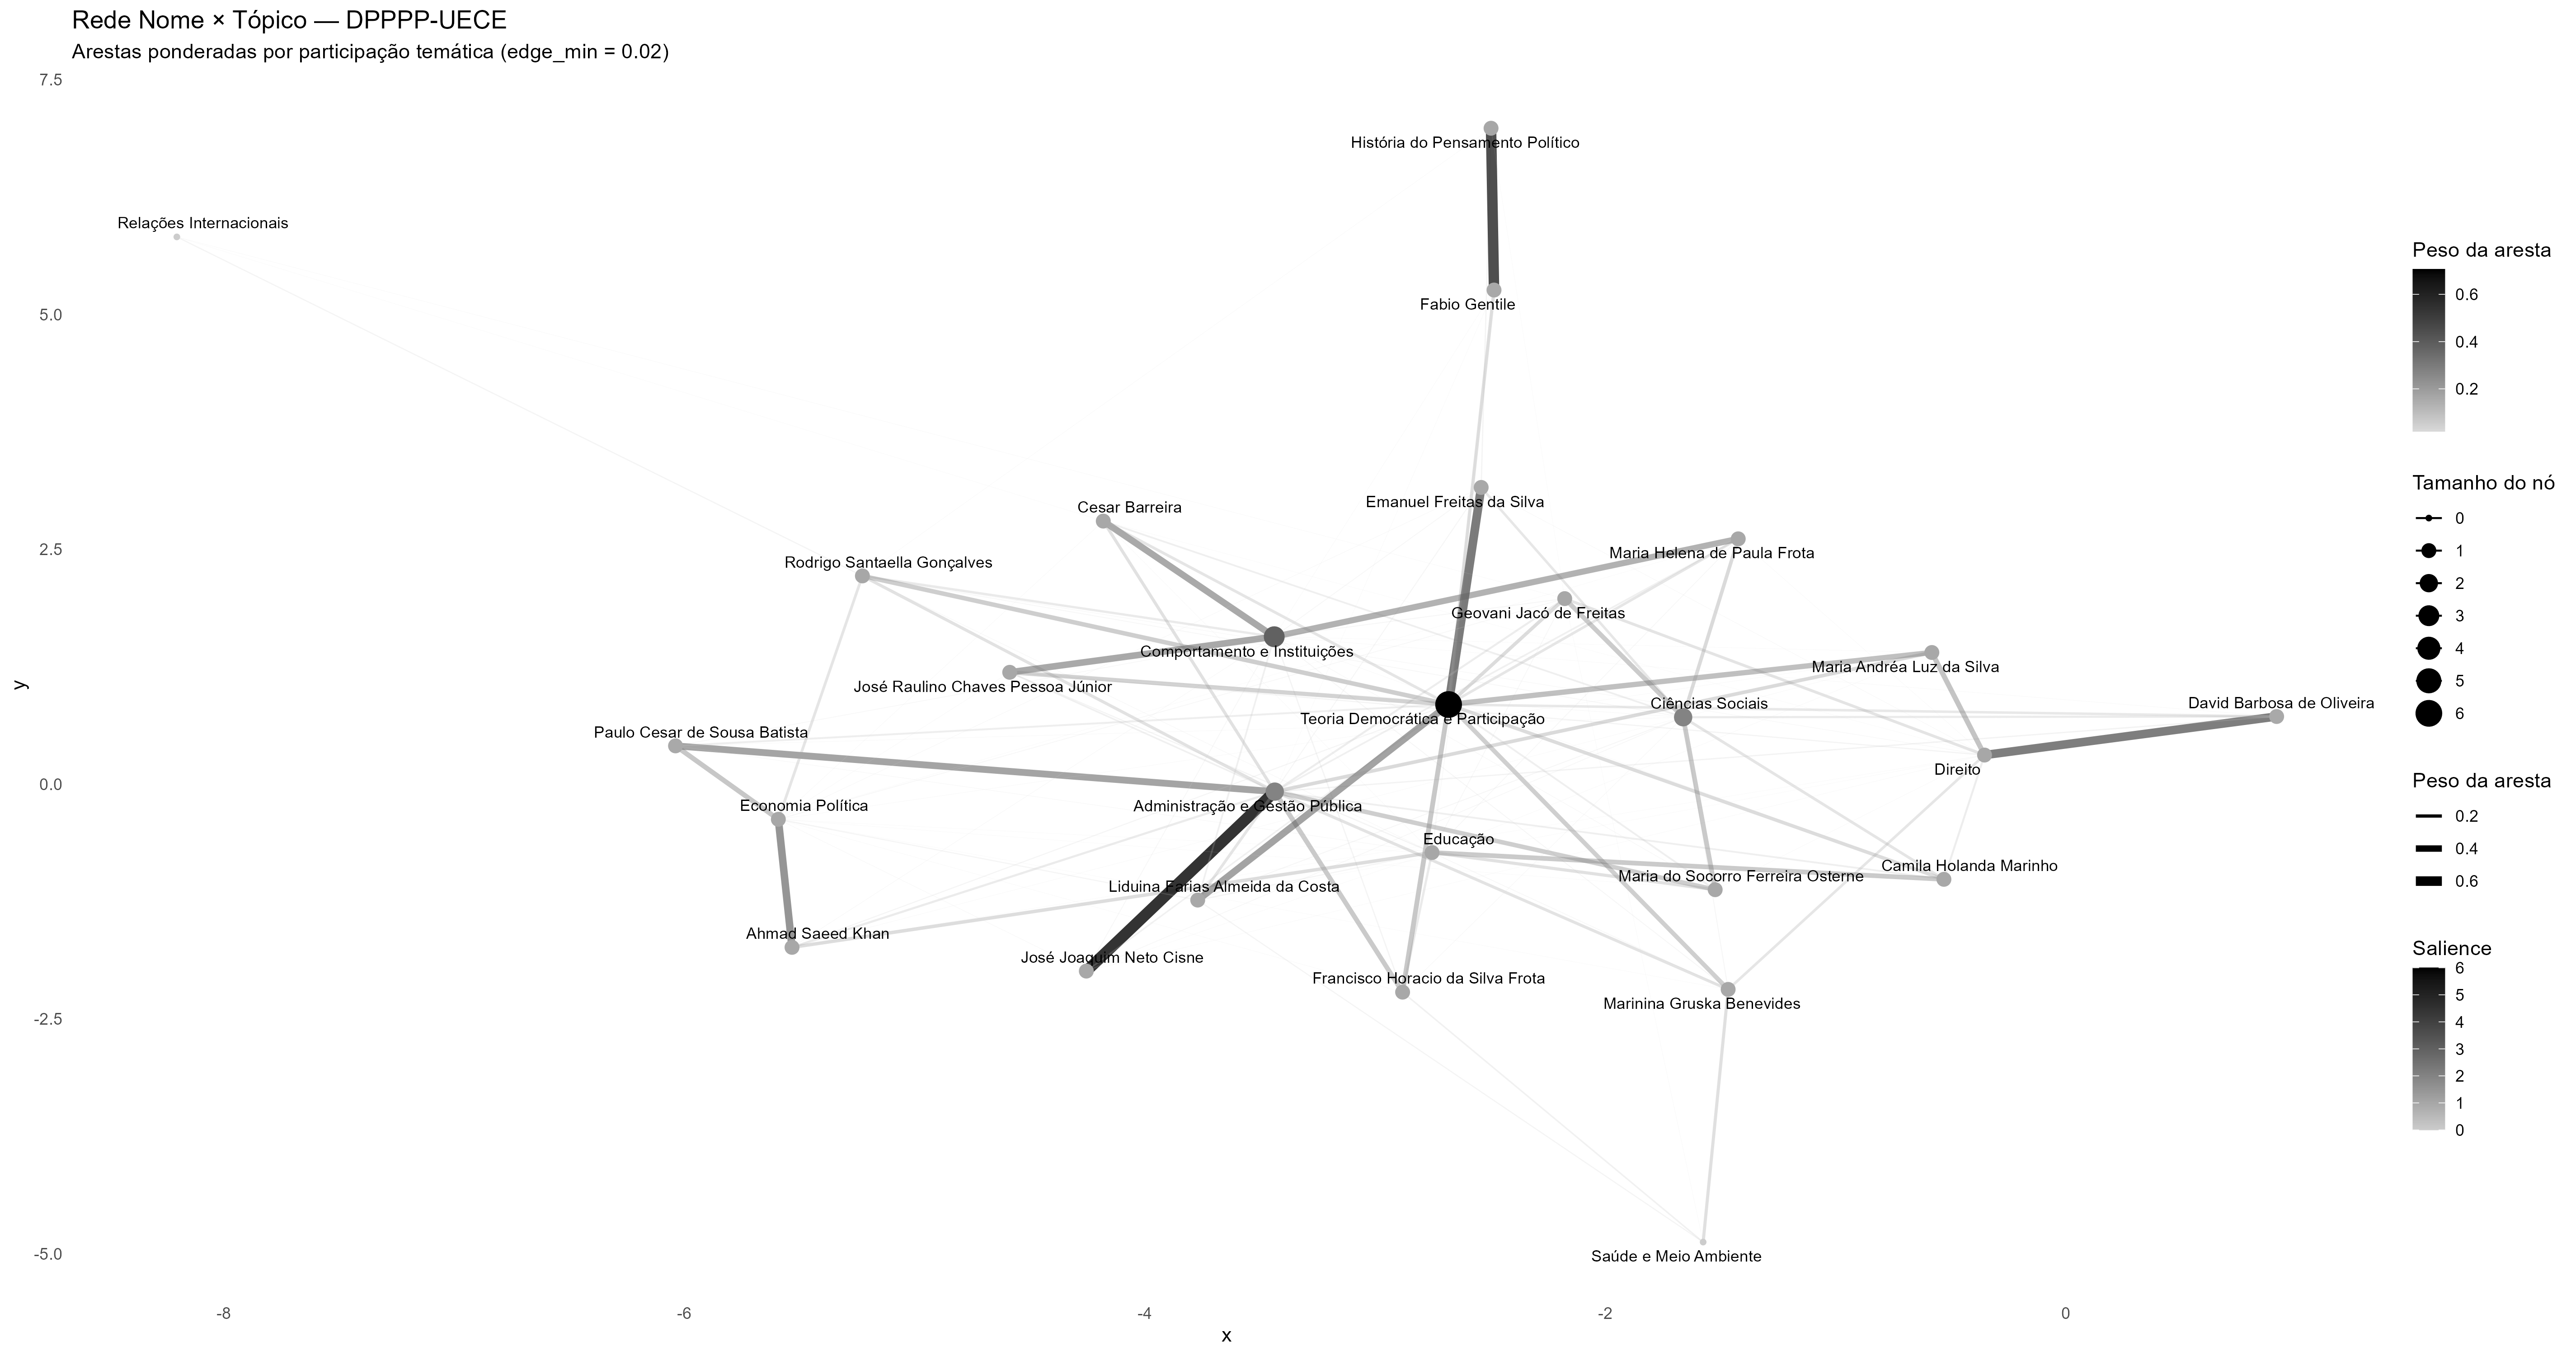 Rede Nome × Tópico — DPPPP-UECE
Arestas ponderadas por participação temática (edge_min = 0.02)
7.5
5.0
2.5
0.0
-2.5
-5.0
y
-8
-6
-4
-2
0
x
História do Pensamento Político
Relações Internacionais
Fabio Gentile
Emanuel Freitas da Silva
Cesar Barreira
Maria Helena de Paula Frota
Rodrigo Santaella Gonçalves
Geovani Jacó de Freitas
Comportamento e Instituições
Maria Andréa Luz da Silva
José Raulino Chaves Pessoa Júnior
Ciências Sociais
David Barbosa de Oliveira
Teoria Democrática e Participação
Paulo Cesar de Sousa Batista
Direito
Economia Política
Administração e Gestão Pública
Educação
Camila Holanda Marinho
Maria do Socorro Ferreira Osterne
Liduina Farias Almeida da Costa
Ahmad Saeed Khan
José Joaquim Neto Cisne
Francisco Horacio da Silva Frota
Marinina Gruska Benevides
Saúde e Meio Ambiente
Peso da aresta
0.6
0.4
0.2
Tamanho do nó
0
1
2
3
4
5
6
Peso da aresta
0.2
0.4
0.6
Salience
6
5
4
3
2
1
0